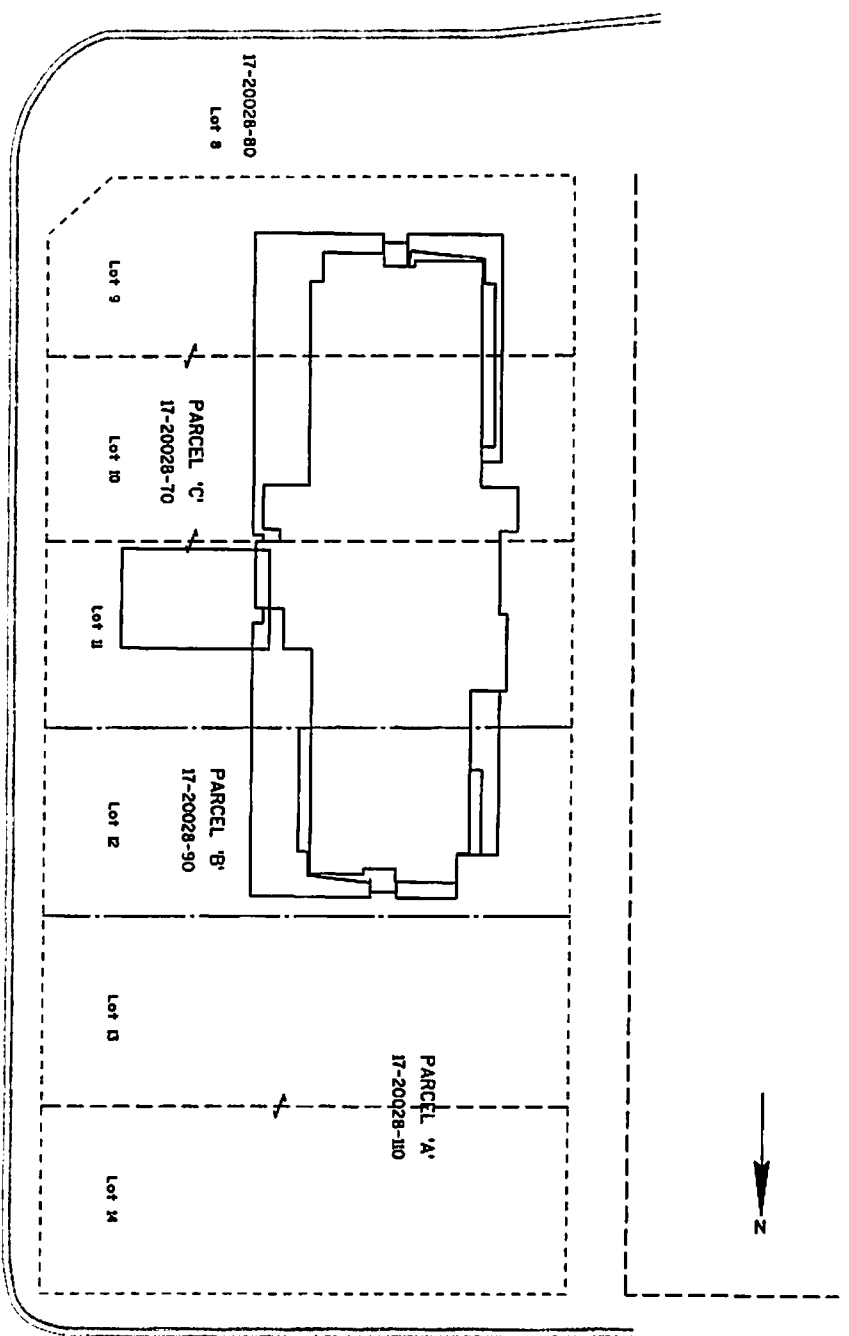 17-20028-80
Lot 8
Lot 9
PARCEL 'C'
17-20028-70
Lot 10
Lot 11
PARCEL 'B'
17-20028-90
Lot 12
Lot 13
PARCEL 'A'
17-20028-110
Lot 14
N